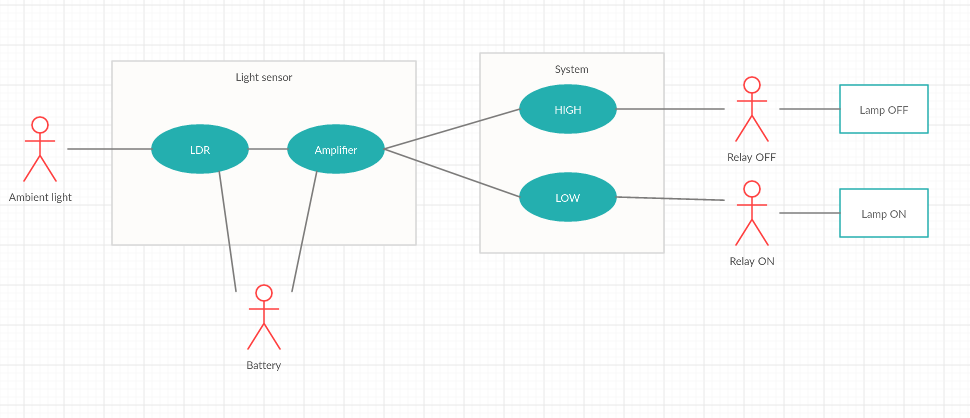 Light sensor
System
Ambient light
LDR
Amplifier
HIGH
LOW
Relay OFF
Lamp OFF
Relay ON
Lamp ON
Battery